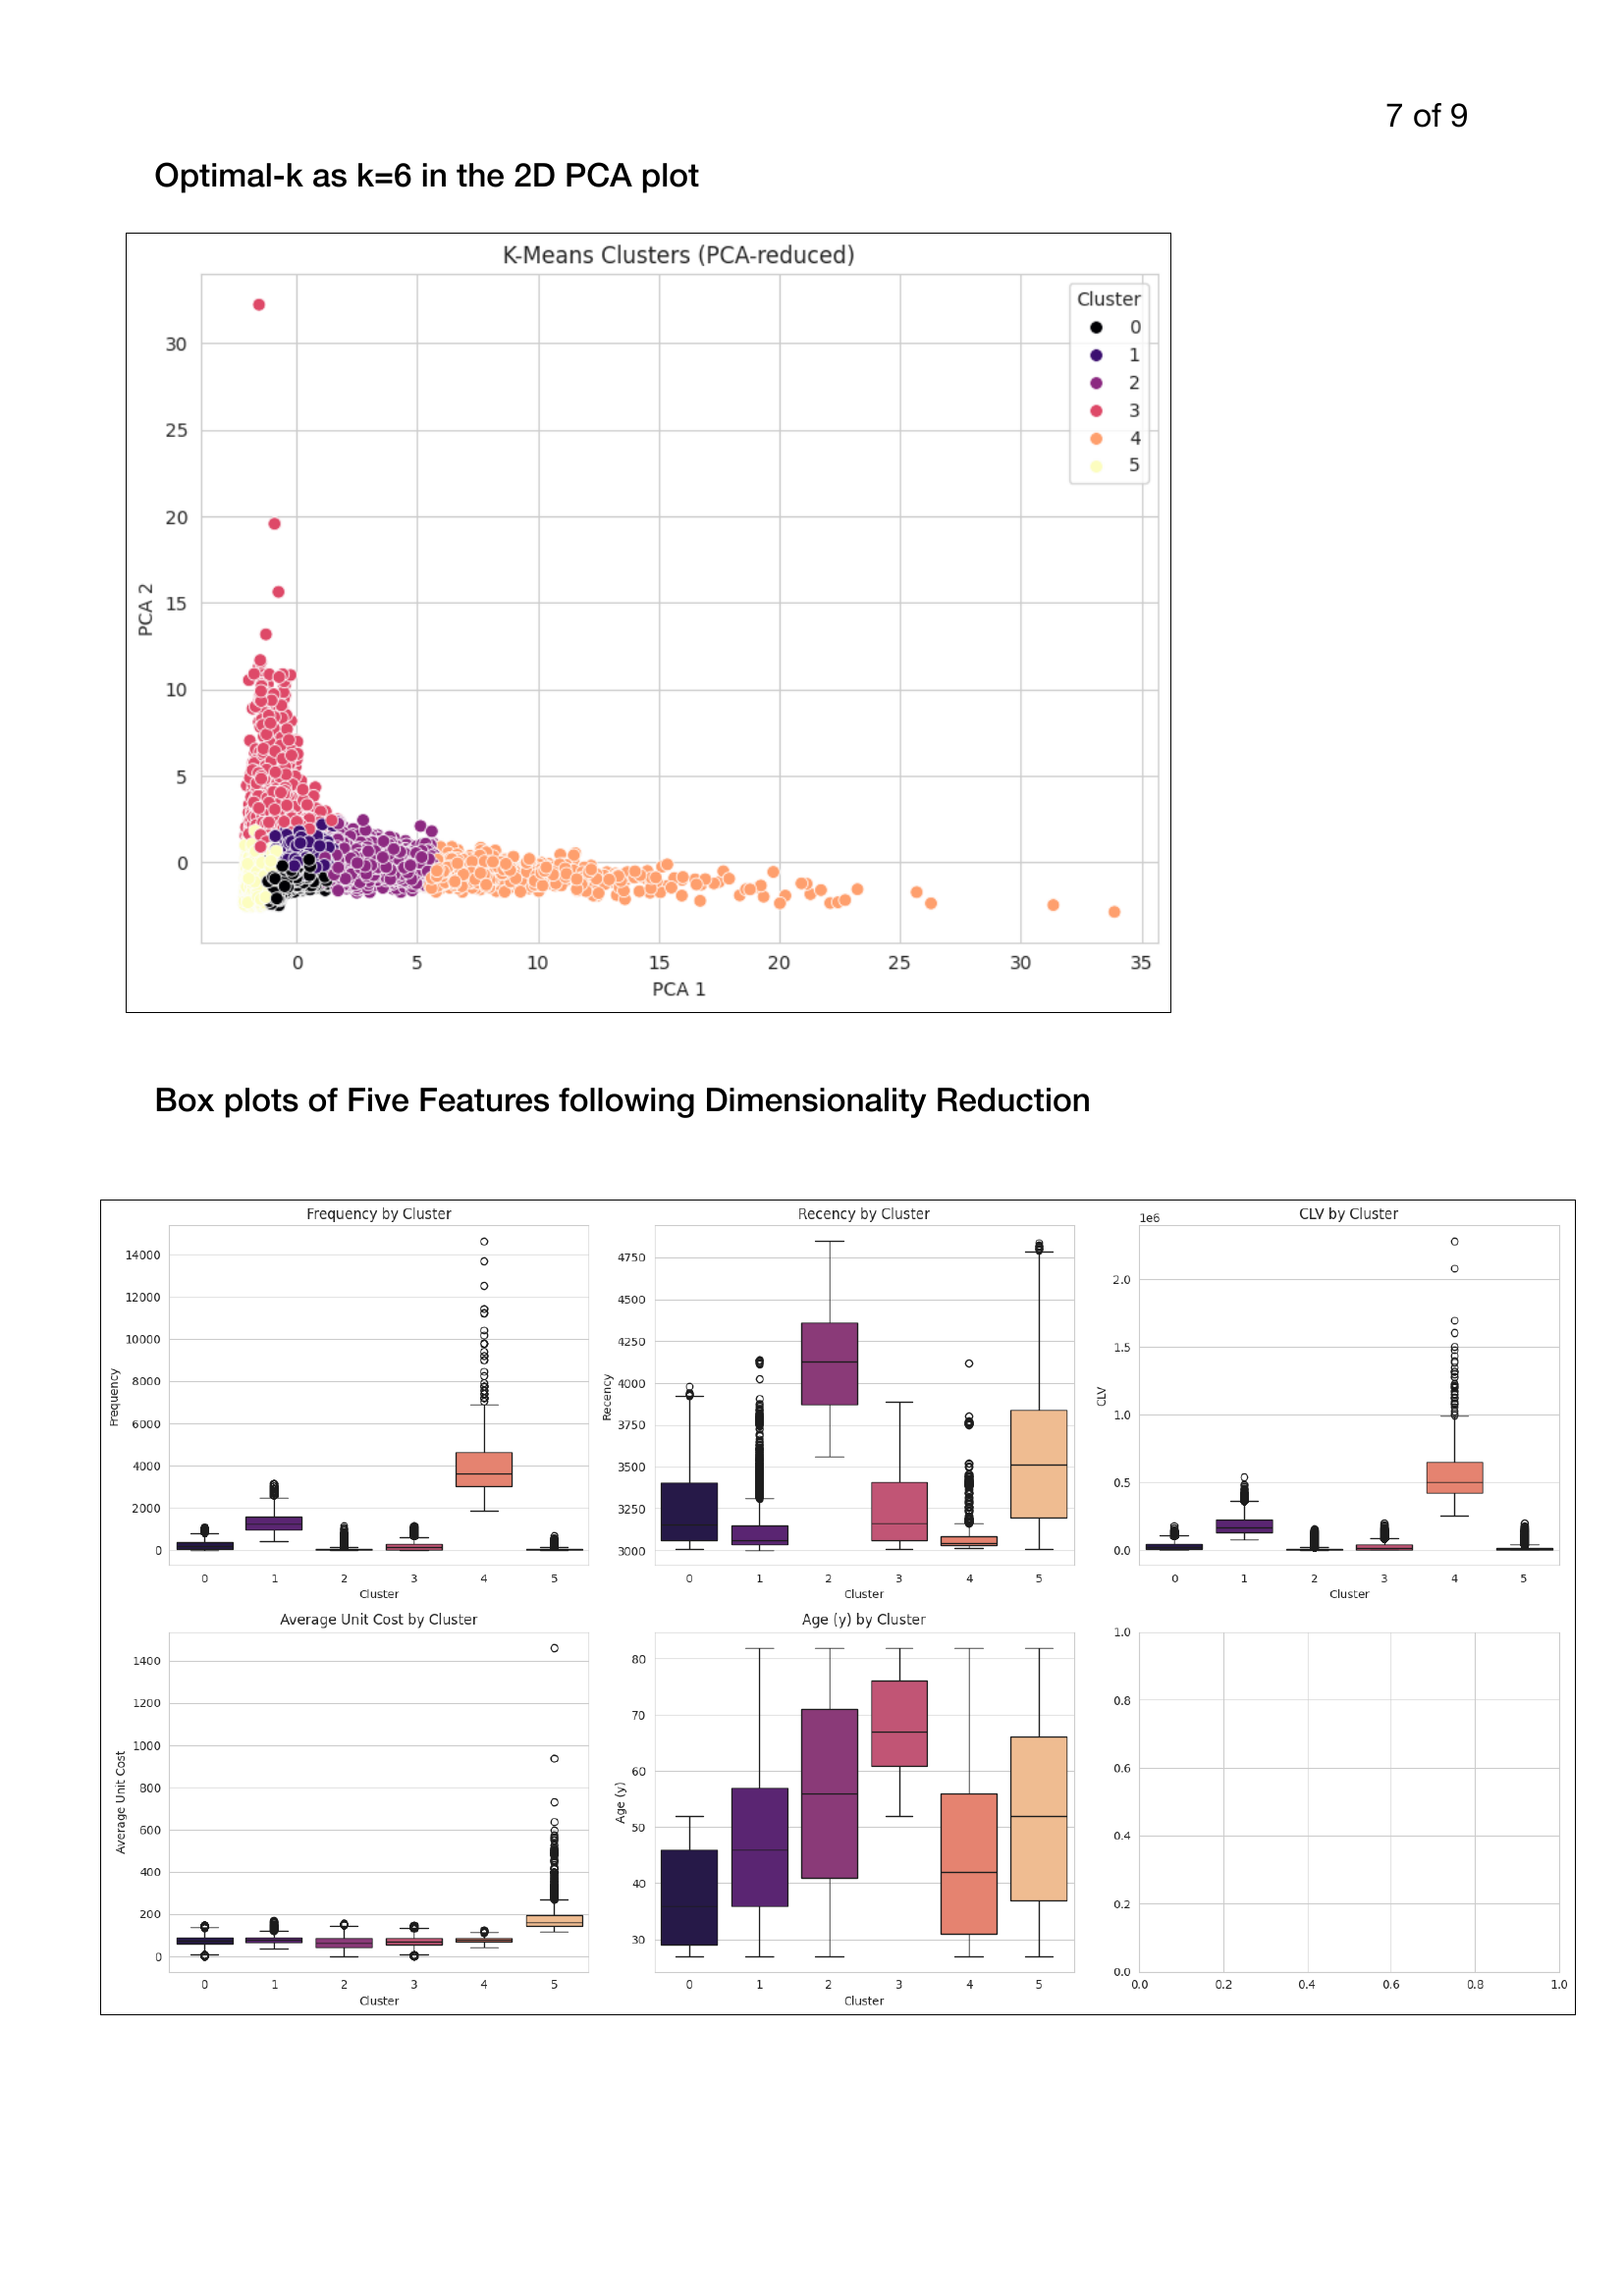 7 of 9
Optimal-k as k=6 in the 2D PCA plot
K-Means Clusters (PCA-reduced)
Cluster
0
1
2
3
4
5
30
25
20
15
10
5
0
PCA 2
0 5 10 15 20 25 30 35
PCA 1
Box plots of Five Features following Dimensionality Reduction
Frequency by Cluster
14000
12000
10000
8000
6000
4000
2000
0
Frequency
0 1 2 3 4 5
Cluster
Recency by Cluster
4750
4500
4250
4000
3750
3500
3250
3000
Recency
0 1 2 3 4 5
Cluster
CLV by Cluster
1e6
2.0
1.5
1.0
0.5
0.0
CLV
0 1 2 3 4 5
Cluster
Average Unit Cost by Cluster
1400
1200
1000
800
600
400
200
0
Average Unit Cost
0 1 2 3 4 5
Cluster
Age (y) by Cluster
80
70
60
50
40
30
Age (y)
0 1 2 3 4 5
Cluster
1.0
0.8
0.6
0.4
0.2
0.0
0.0 0.2 0.4 0.6 0.8 1.0